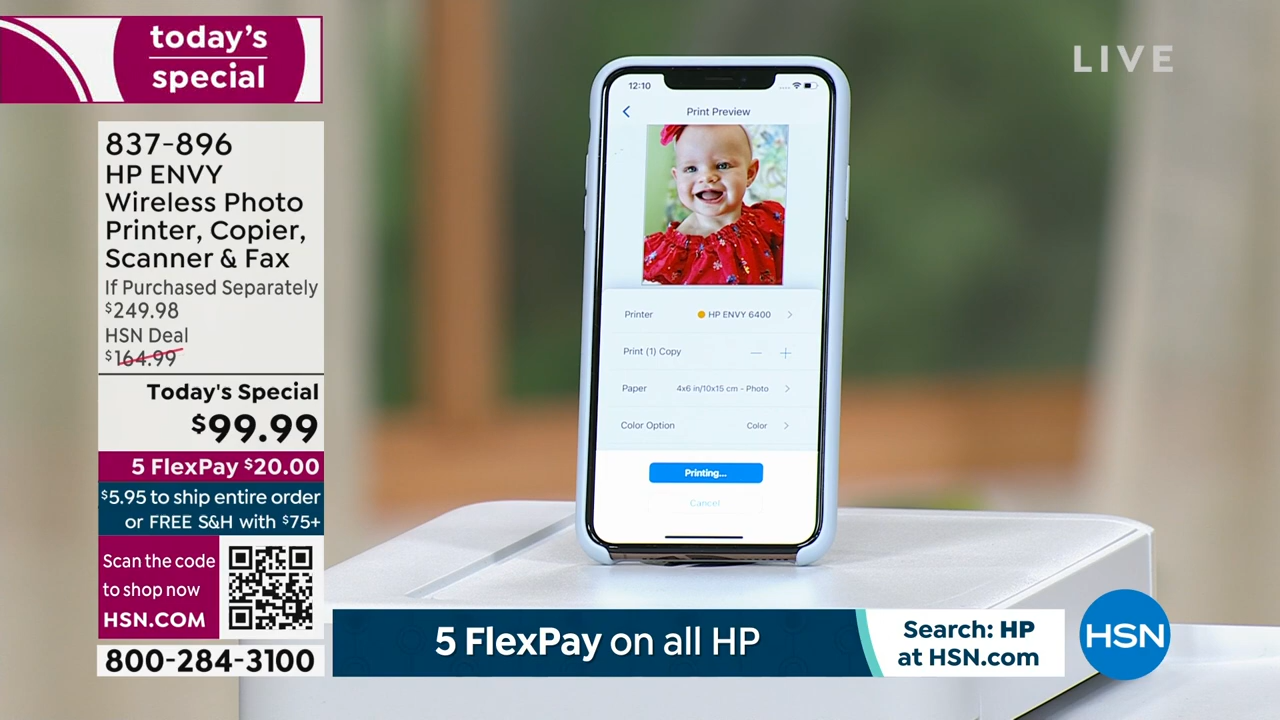 today's
special
837-896
HP ENVY
Wireless Photo
Printer, Copier,
Scanner & Fax
If Purchased Separately
$249.98
HSN Deal
$164.99
Today's Special
$99.99
5 FlexPay $20.00
$5.95 to ship entire order
or FREE S&H with $75+
Scan the code
to shop now
HSN.COM
800-284-3100
LIVE
12:10
Print Preview
Printer HP ENVY 6400
Print (1) Copy
Paper 4x6 in/10x15 cm - Photo
Color Option Color
Printing...
Cancel
5 FlexPay on all HP
Search: HP
at HSN.com
HSN